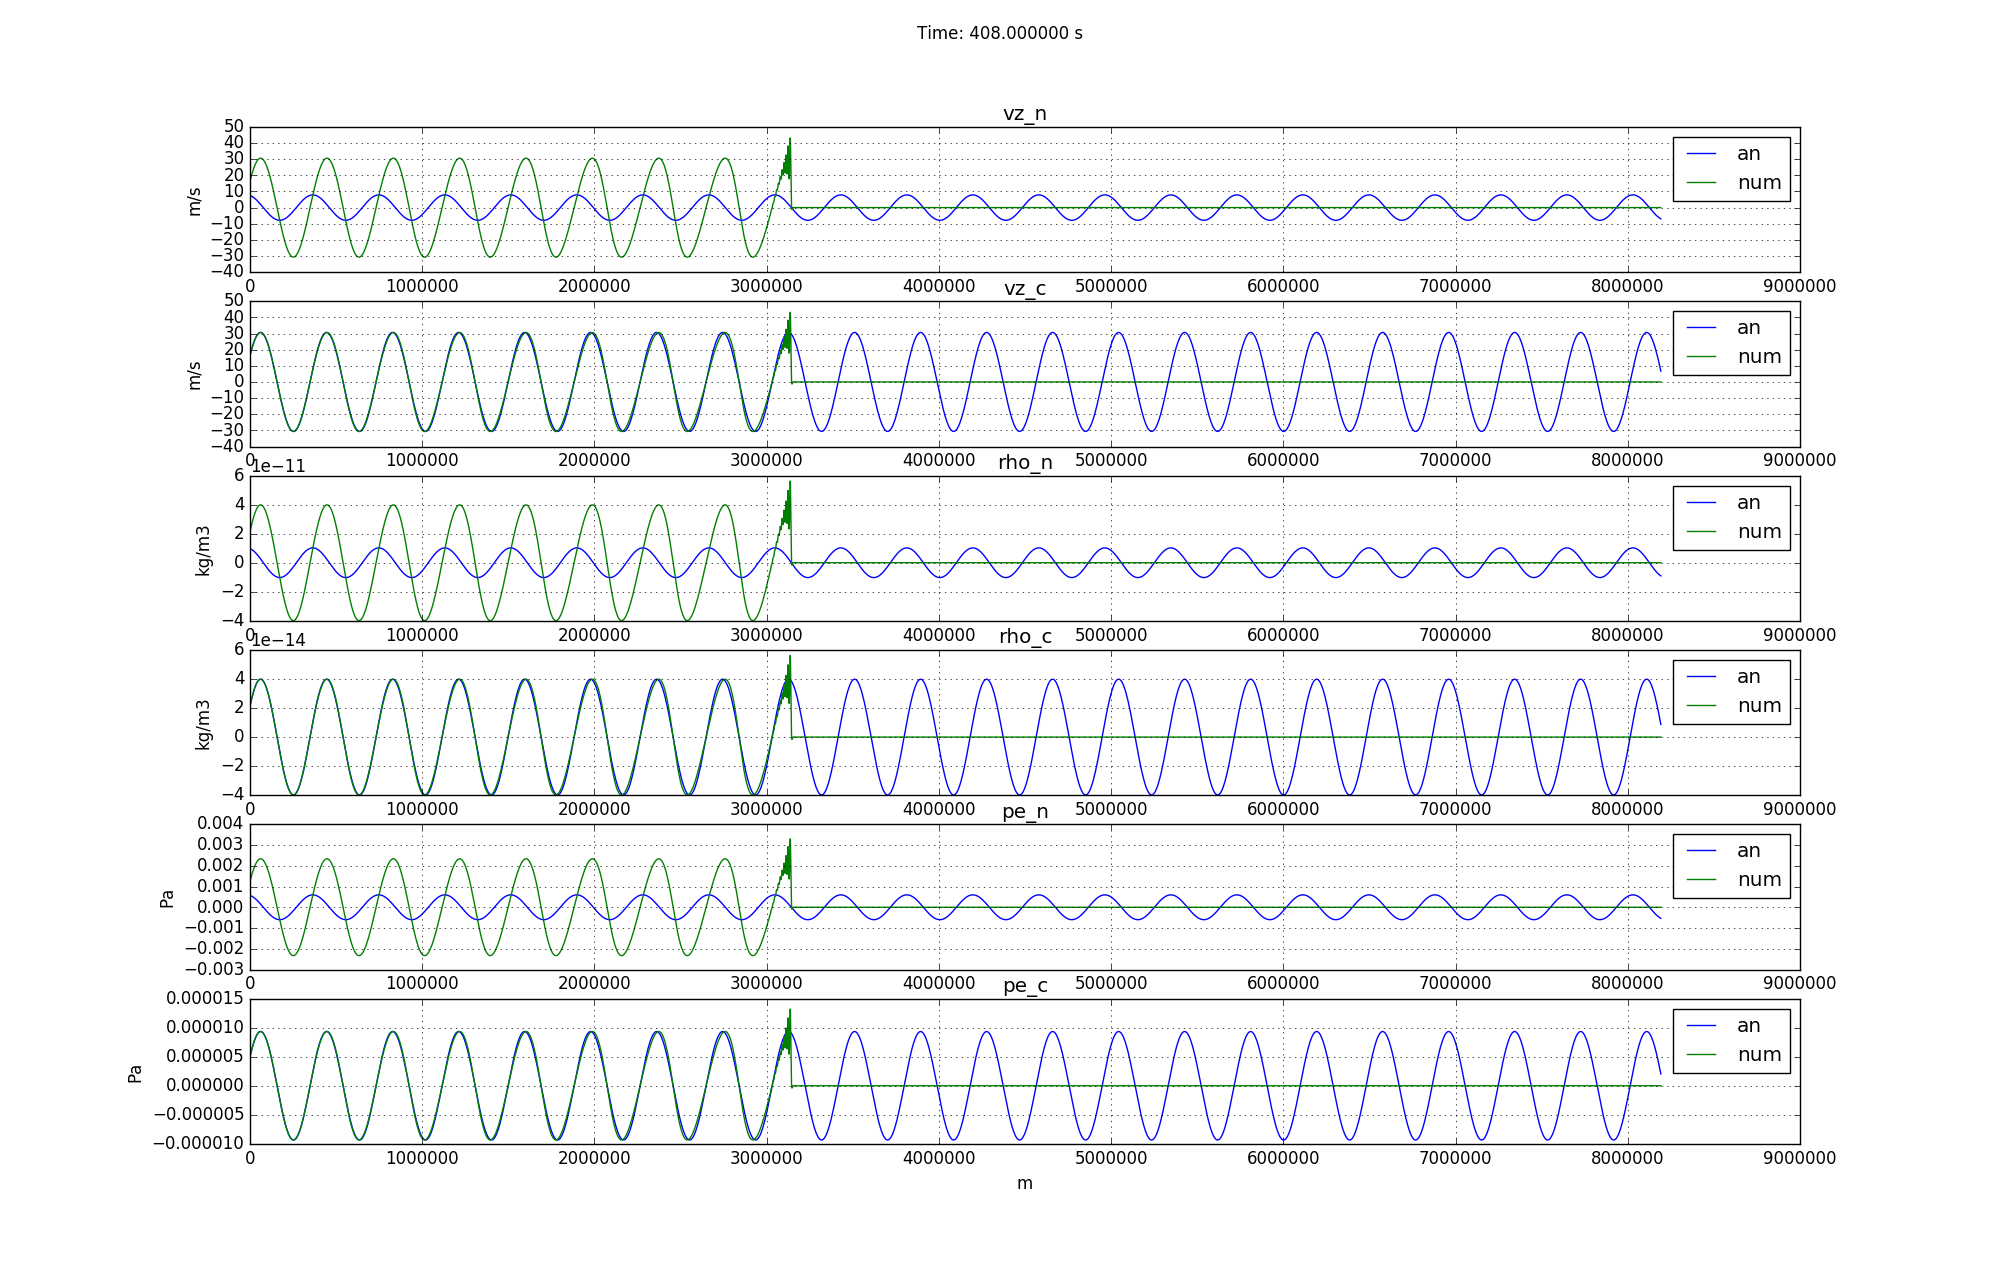 Time: 408.000000 s
vz_n
50
40
30
20
10
0
−10
−20
−30
−40
m/s
an
num
0 1000000 2000000 3000000 4000000 5000000 6000000 7000000 8000000 9000000
vz_c
50
40
30
20
10
0
−10
−20
−30
−40
m/s
an
num
0 1000000 2000000 3000000 4000000 5000000 6000000 7000000 8000000 9000000
1e−11
rho_n
6
4
2
0
−2
−4
kg/m3
an
num
0 1000000 2000000 3000000 4000000 5000000 6000000 7000000 8000000 9000000
1e−14
rho_c
6
4
2
0
−2
−4
kg/m3
an
num
0 1000000 2000000 3000000 4000000 5000000 6000000 7000000 8000000 9000000
pe_n
0.004
0.003
0.002
0.001
0.000
−0.001
−0.002
−0.003
Pa
an
num
0 1000000 2000000 3000000 4000000 5000000 6000000 7000000 8000000 9000000
pe_c
0.000015
0.000010
0.000005
0.000000
−0.000005
−0.000010
Pa
an
num
0 1000000 2000000 3000000 4000000 5000000 6000000 7000000 8000000 9000000
m